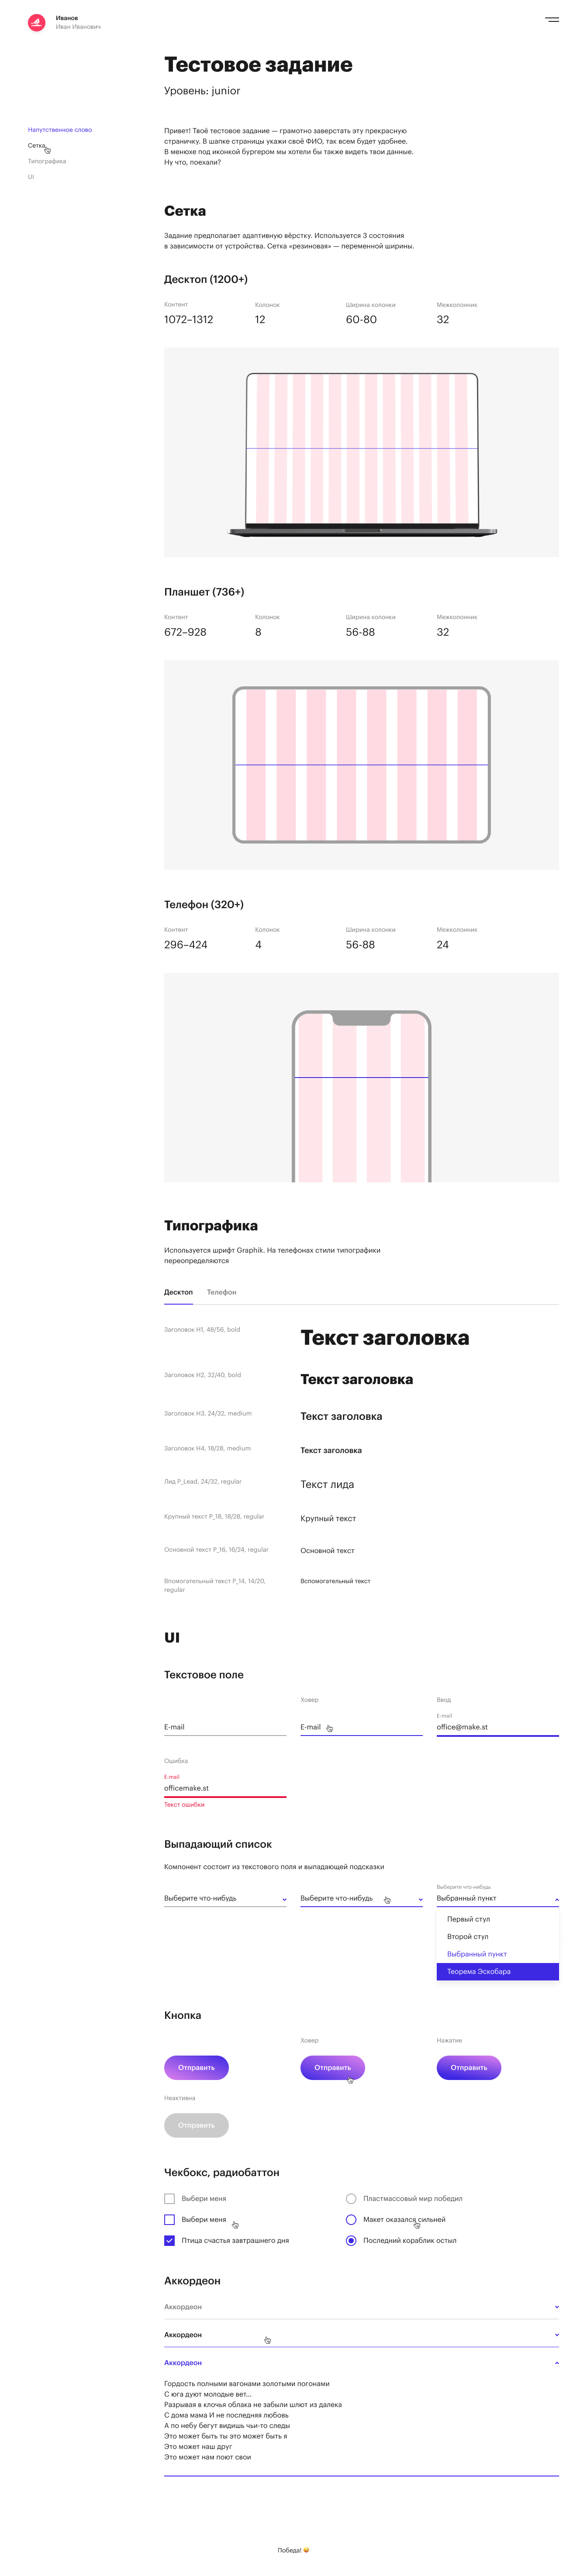 Иванов
Иван Иванович
Тестовое задание
Уровень: junior
Напутственное слово
Сетка
Типографика
UI
Привет! Твоё тестовое задание — грамотно заверстать эту прекрасную
страничку. В шапке страницы укажи своё ФИО, так всем будет удобнее.
В менюхе под иконкой бургером мы хотели бы также видеть твои данные.
Ну что, поехали?
Сетка
Задание предполагает адаптивную вёрстку. Используется 3 состояния
в зависимости от устройства. Сетка «резиновая» — переменной ширины.
Десктоп (1200+)
Контент Колонок Ширина колонки Межколонник
1072–1312 12 60-80 32
Планшет (736+)
Контент Колонок Ширина колонки Межколонник
672–928 8 56-88 32
Телефон (320+)
Контент Колонок Ширина колонки Межколонник
296–424 4 56-88 24
Типографика
Используется шрифт Graphik. На телефонах стили типографики
переопределяются
Десктоп Телефон
Заголовок H1, 48/56, bold Текст заголовка
Заголовок H2, 32/40, bold Текст заголовка
Заголовок H3, 24/32, medium Текст заголовка
Заголовок H4, 18/28, medium Текст заголовка
Лид P_Lead, 24/32, regular Текст лида
Крупный текст P_18, 18/28, regular Крупный текст
Основной текст P_16, 16/24, regular Основной текст
Впомогательный текст P_14, 14/20, Вспомогательный текст
regular
UI
Текстовое поле
Ховер Ввод
E-mail
E-mail E-mail office@make.st
Ошибка
E-mail
officemake.st
Текст ошибки
Выпадающий список
Компонент состоит из текстового поля и выпадающей подсказки
Выберите что-нибудь
Выберите что-нибудь Выберите что-нибудь Выбранный пункт
Первый стул
Второй стул
Выбранный пункт
Теорема Эскобара
Кнопка
Ховер Нажатие
Отправить Отправить Отправить
Неактивна
Отправить
Чекбокс, радиобаттон
Выбери меня Пластмассовый мир победил
Выбери меня Макет оказался сильней
Птица счастья завтрашнего дня Последний кораблик остыл
Аккордеон
Аккордеон
Аккордеон
Аккордеон
Гордость полными вагонами золотыми погонами
С юга дуют молодые вет...
Разрывая в клочья облака не забыли шлют из далека
С дома мама И не последняя любовь
А по небу бегут видишь чьи-то следы
Это может быть ты это может быть я
Это может наш друг
Это может нам поют свои
Победа!